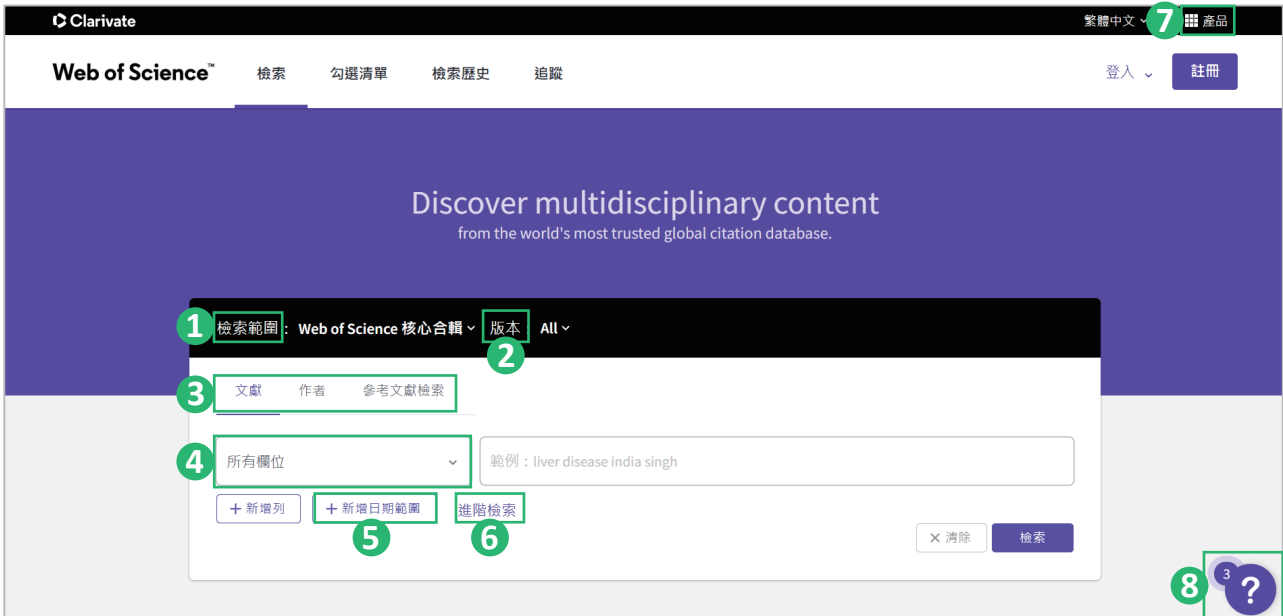 Clarivate 繁體中文 7 產品
Web of Science™ 檢索 勾選清單 檢索歷史 追蹤 登入 註冊
Discover multidisciplinary content
from the world's most trusted global citation database.
1 檢索範圍： Web of Science 核心合輯 版本 All
2
3 文獻 作者 參考文獻檢索
4 所有欄位 範例：liver disease india singh
+ 新增列 + 新增日期範圍 進階檢索
5 6
× 清除 檢索
8 3 ?